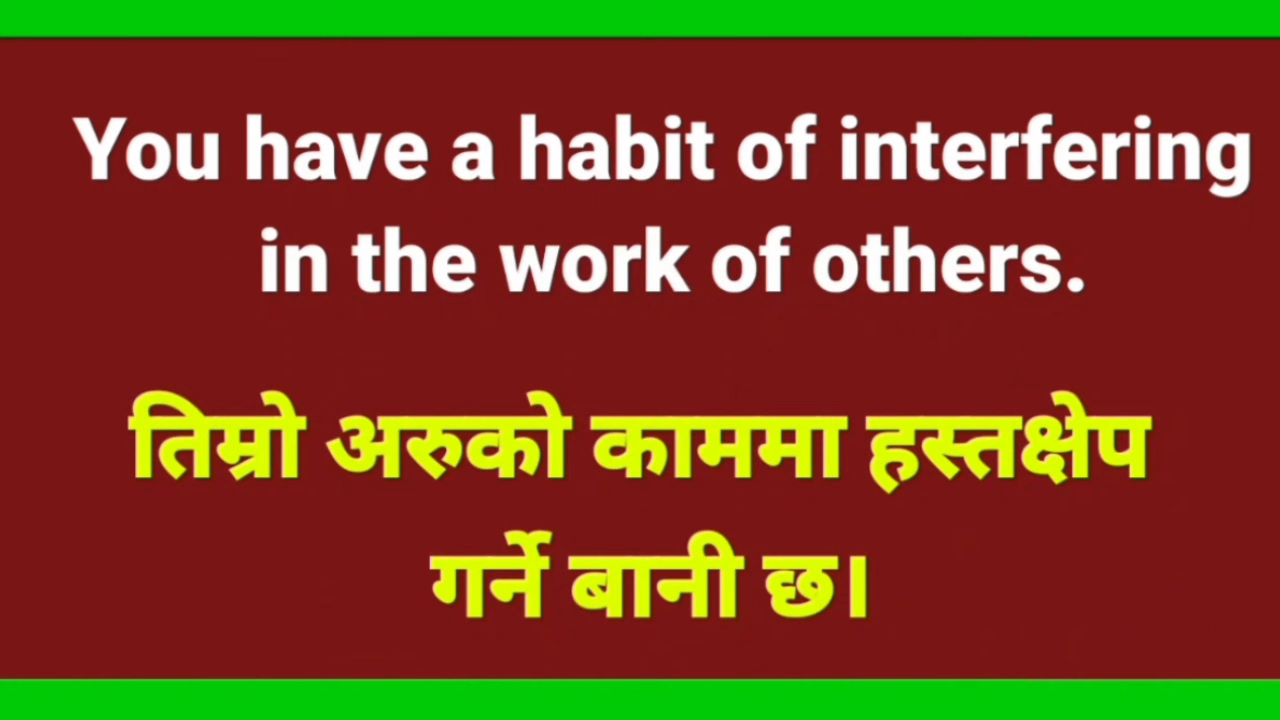 You have a habit of interfering
in the work of others.
तिम्रो अरुको काममा हस्तक्षेप
गर्ने बानी छ।